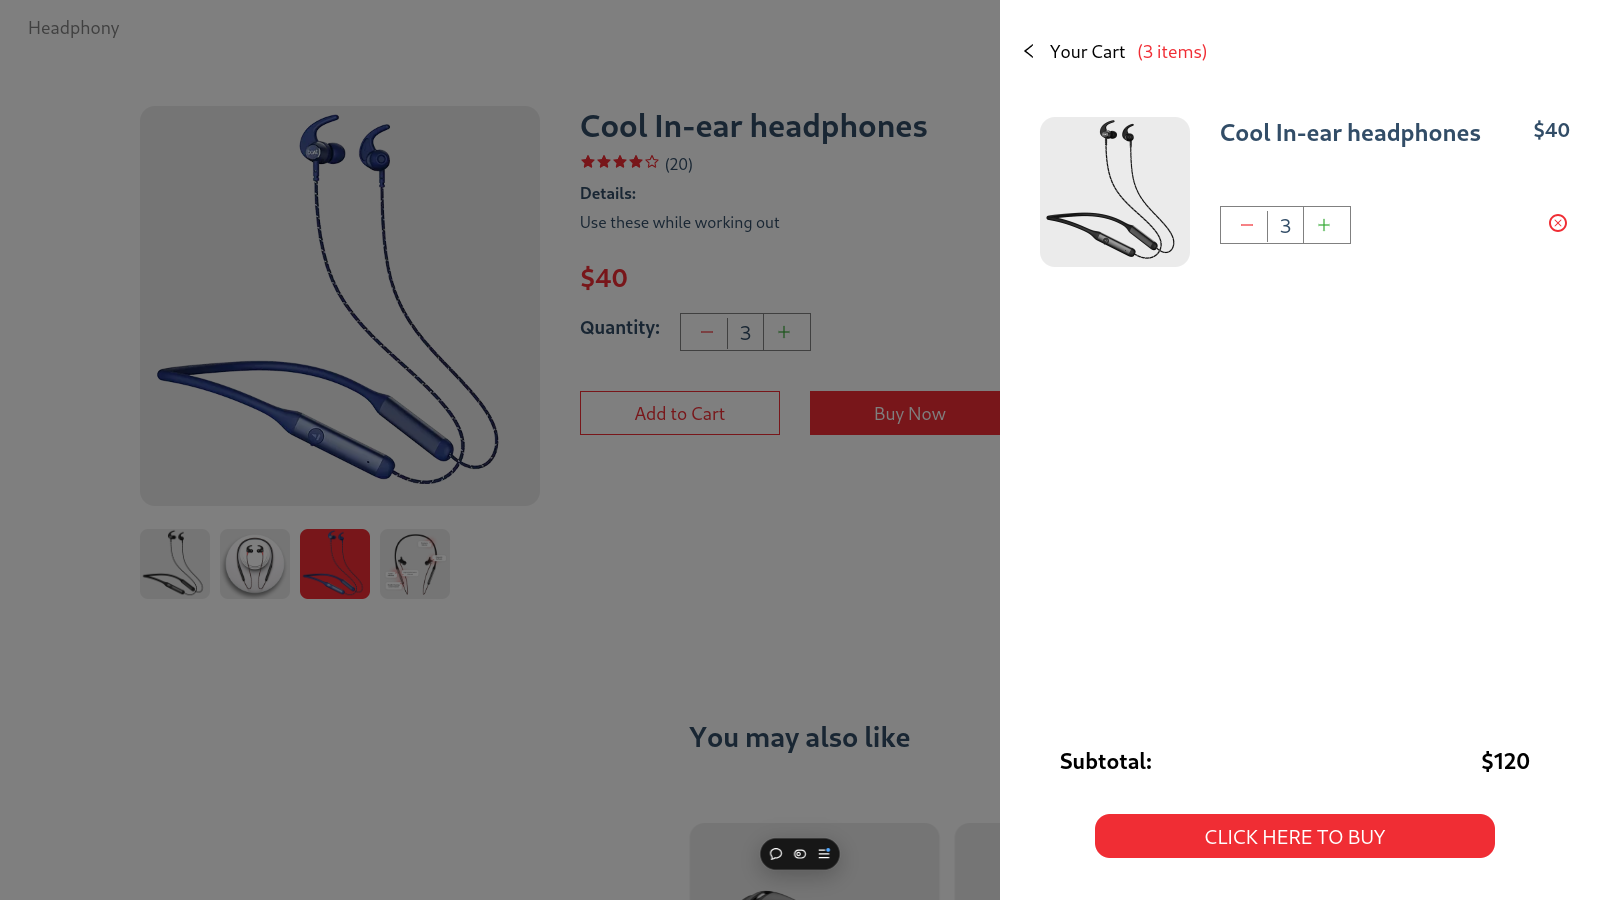 Headphony
Cool In-ear headphones
(20)
Details:
Use these while working out
$40
Quantity:
3
Add to Cart
Buy Now
You may also like
Your Cart (3 items)
Cool In-ear headphones
$40
3
Subtotal:
$120
CLICK HERE TO BUY